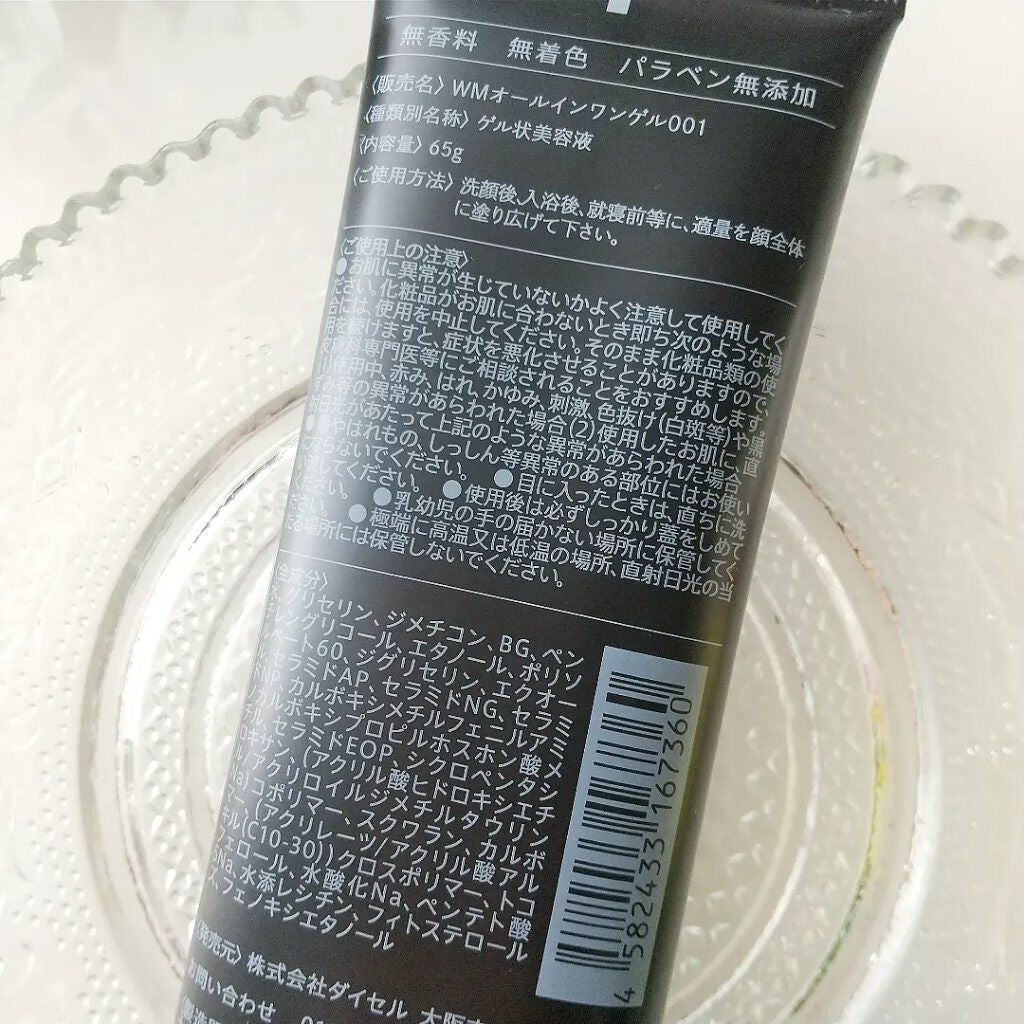 無香料 無着色 パラベン無添加
〈販売名〉WMオールインワンゲル001
〈種類別名称〉ゲル状美容液
〈内容量〉65g
〈ご使用方法〉洗顔後、入浴後、就寝前等に、適量を顔全体
に塗り広げて下さい。
〈ご使用上の注意〉
●お肌に異常が生じていないかよく注意して使用してく
ださい。化粧品がお肌に合わないとき即ち次のような場
合には、使用を中止してください。そのまま化粧品類の使
用を続けますと、症状を悪化させることがありますので、
皮膚科専門医等にご相談されることをおすすめします。
使用中、赤み、はれ、かゆみ、刺激、色抜け(白斑等)や黒
ずみ等の異常があらわれた場合(2)使用したお肌に、直
射日光があたって上記のような異常があらわれた場合
●やはれもの、しっしん等異常のある部位にはお使い
にならないでください。 ●目に入ったときは、直ちに洗
してください。 ●使用後は必ずしっかり蓋をしめて
ください。 ●乳幼児の手の届かない場所に保管してく
ださい。 ●極端に高温又は低温の場所、直射日光の当
たる場所には保管しないでください。
〈全成分〉
水、グリセリン、ジメチコン、BG、ペン
チレングリコール、エタノール、ポリソ
ルベート60、ジグリセリン、エクオー
ル、セラミドAP、セラミドNG、セラミ
ドNP、カルボキシメチルフェニルアミ
ノカルボキシプロピルホスホン酸メ
チル、セラミドEOP、シクロペンタシ
ロキサン、(アクリル酸ヒドロキシエチ
ル/アクリロイルジメチルタウリン
Na)コポリマー、スクワラン、カルボ
マー、(アクリレーツ/アクリル酸アル
キル(C10-30))クロスポリマー、トコ
フェロール、水酸化Na、ペンテト酸
5Na、水添レシチン、フィトステロール
ズ、フェノキシエタノール
〈発売元〉株式会社ダイセル 大阪
お問い合わせ 01
4 582433 167360